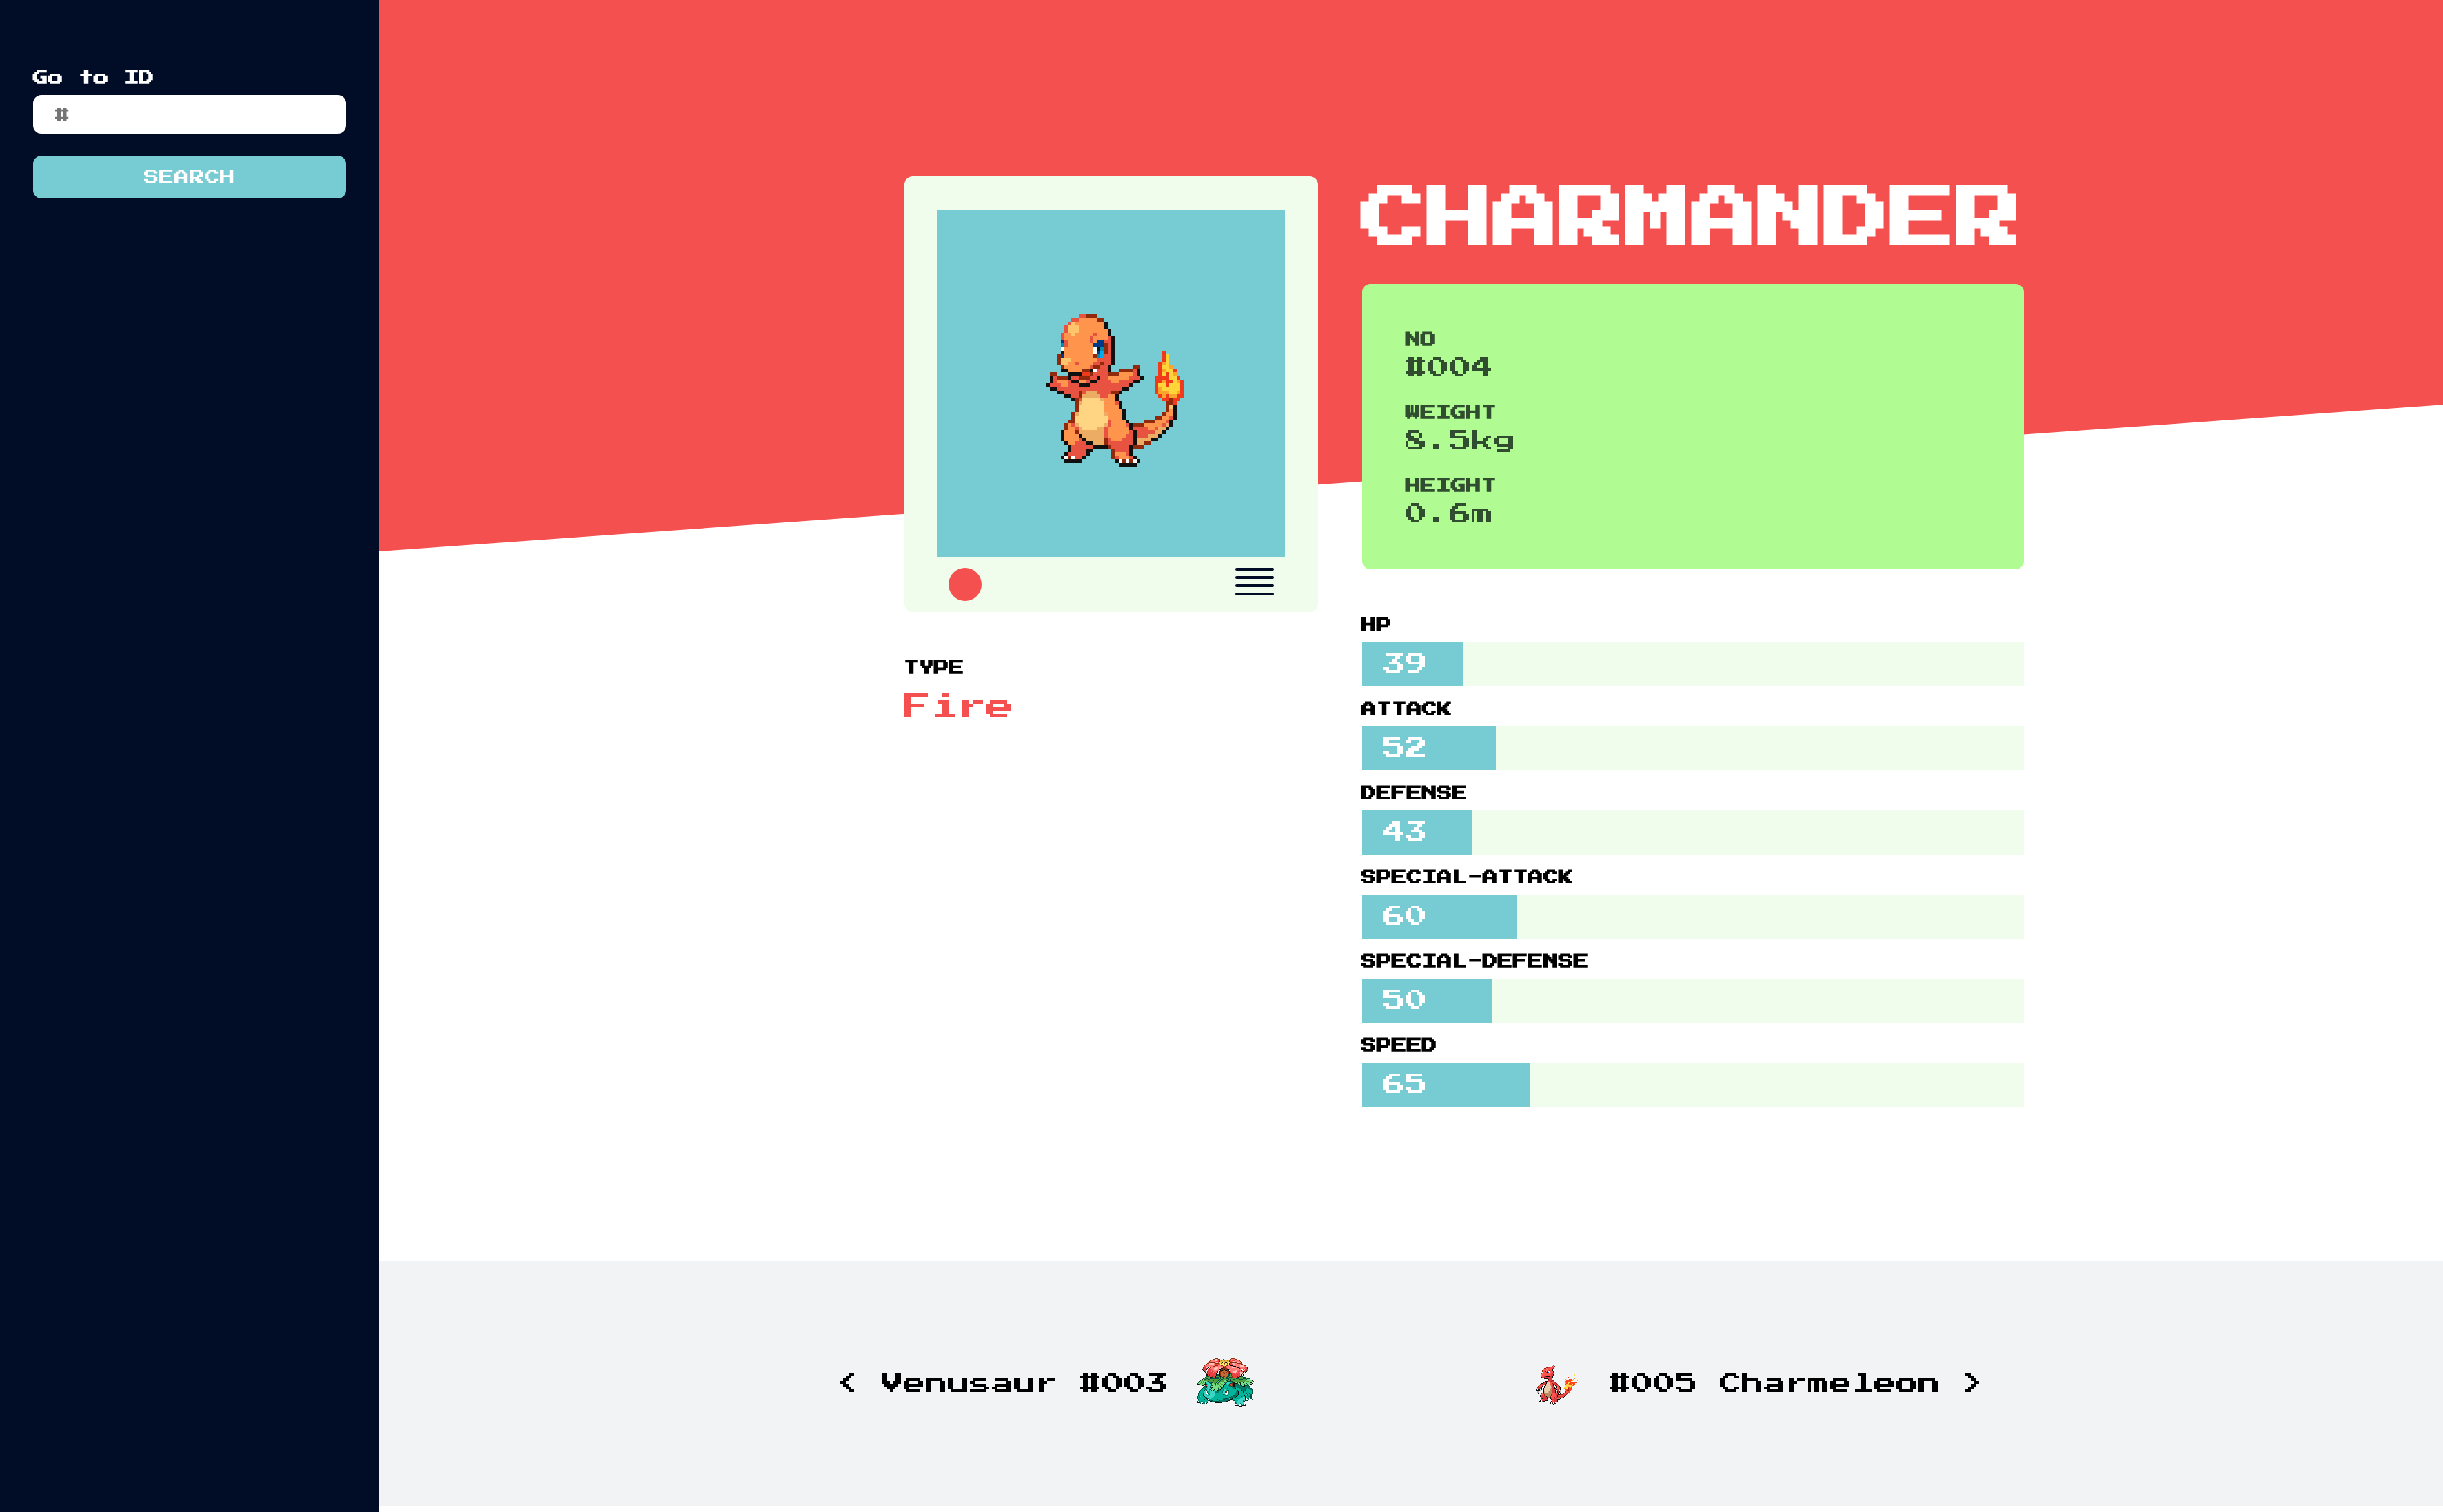 Go to ID
#
SEARCH
CHARMANDER
NO
#004
WEIGHT
8.5kg
HEIGHT
0.6m
TYPE
Fire
HP
39
ATTACK
52
DEFENSE
43
SPECIAL-ATTACK
60
SPECIAL-DEFENSE
50
SPEED
65
< Venusaur #003
#005 Charmeleon >